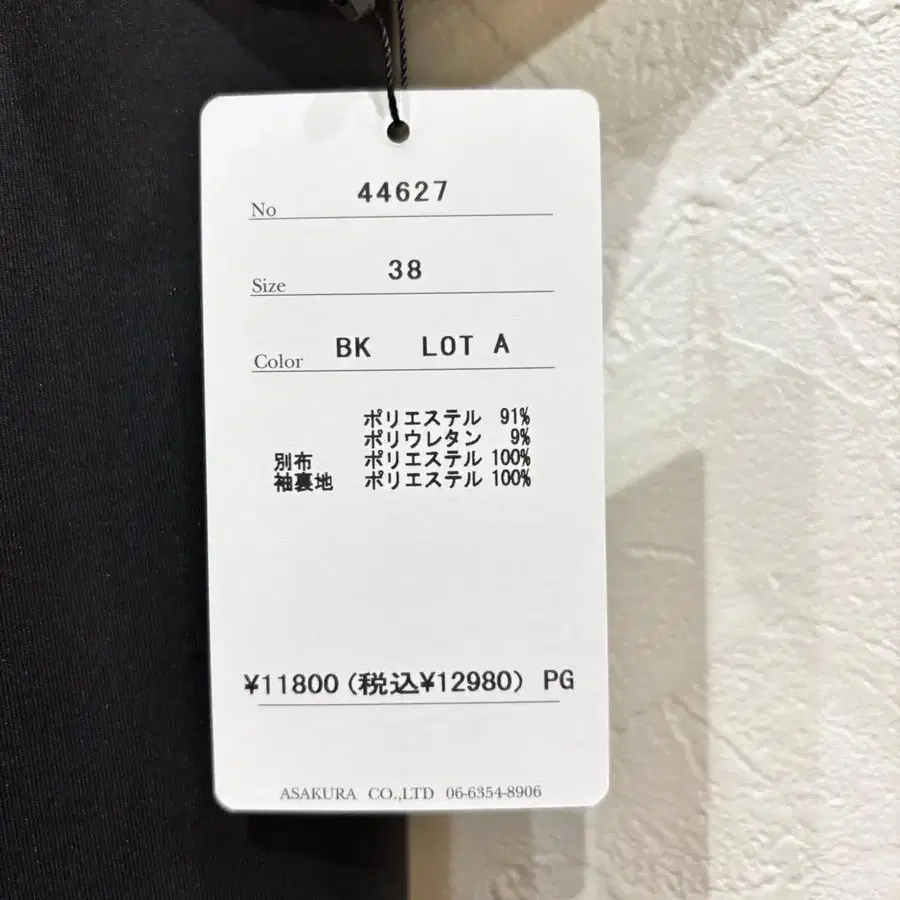 No 44627
Size 38
Color BK LOT A
ポリエステル 91%
ポリウレタン 9%
別布 ポリエステル 100%
袖裏地 ポリエステル 100%
¥11800(税込¥12980) PG
ASAKURA CO.,LTD 06-6354-8906